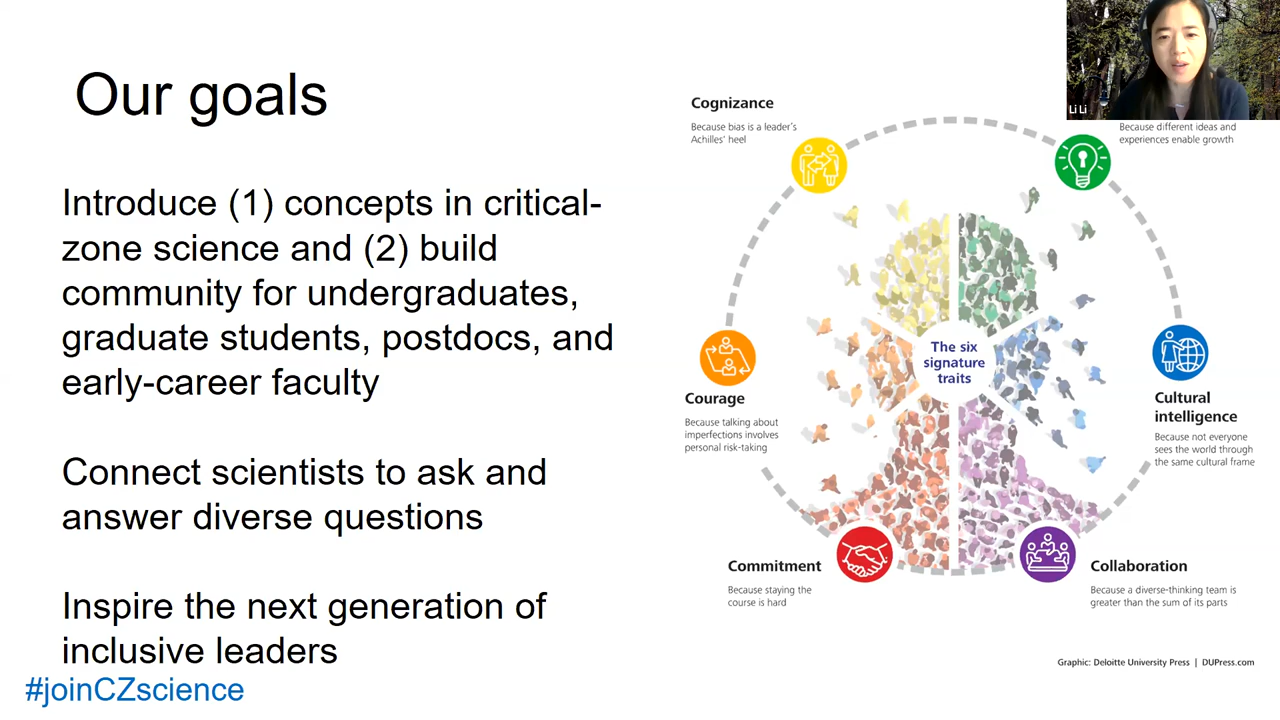 Our goals
Introduce (1) concepts in critical-
zone science and (2) build
community for undergraduates,
graduate students, postdocs, and
early-career faculty
Connect scientists to ask and
answer diverse questions
Inspire the next generation of
inclusive leaders
#joinCZscience
Cognizance
Because bias is a leader's
Achilles' heel
Li Li
Because different ideas and
experiences enable growth
The six
signature
traits
Courage
Because talking about
imperfections involves
personal risk-taking
Cultural
intelligence
Because not everyone
sees the world through
the same cultural frame
Commitment
Because staying the
course is hard
Collaboration
Because a diverse-thinking team is
greater than the sum of its parts
Graphic: Deloitte University Press | DUPress.com